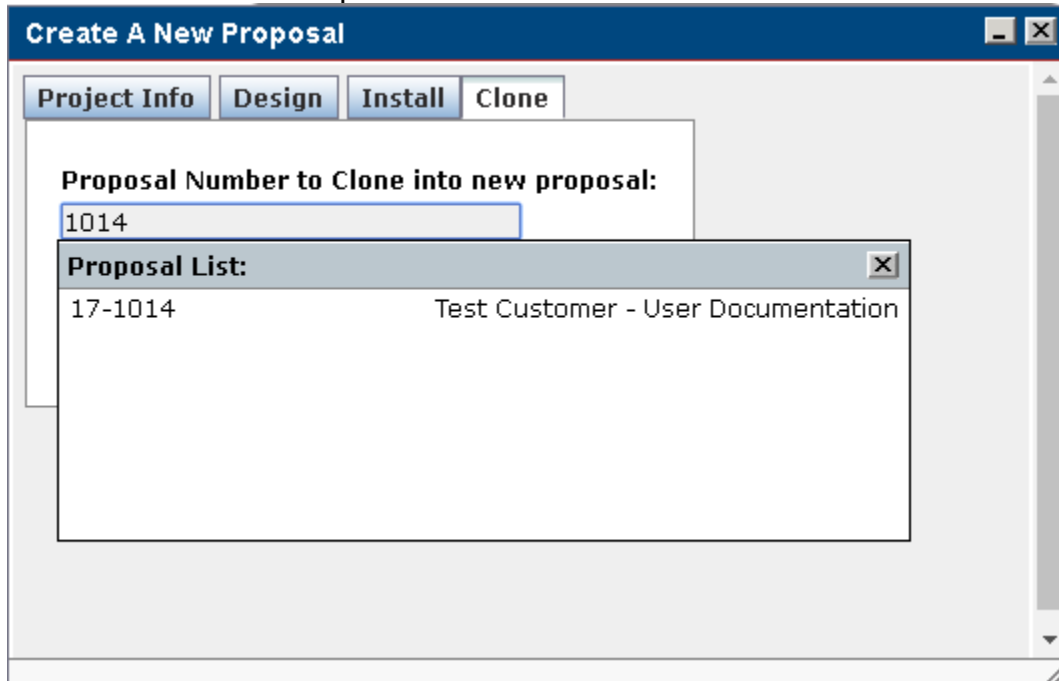 Create A New Proposal
Project Info Design Install Clone
Proposal Number to Clone into new proposal:
1014
Proposal List:
17-1014 Test Customer - User Documentation